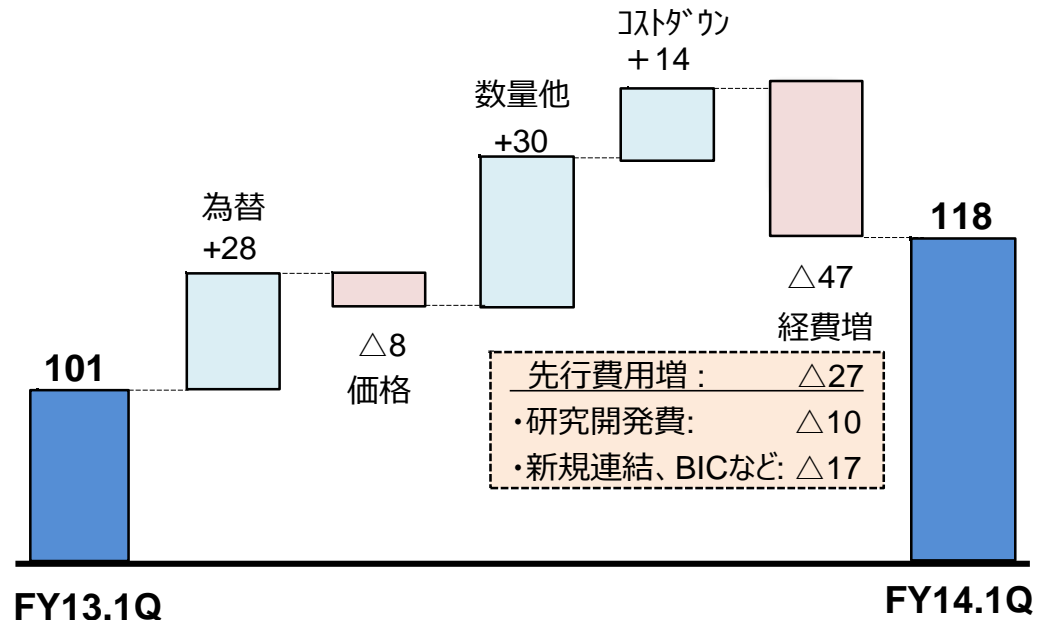 コストダウン
+14
数量他
+30
為替
+28
118
△47
経費増
△8
価格
101
先行費用増: △27
・研究開発費: △10
・新規連結、BICなど: △17
FY13.1Q
FY14.1Q